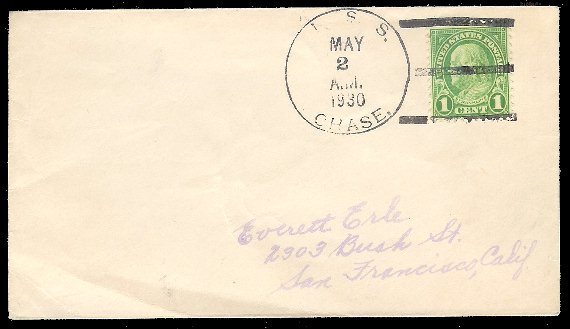 U. S. S.
MAY
2
A.M.
1930
CHASE.
UNITED STATES POSTAGE
1 CENT 1
Everett Erle
2303 Bush St.
San Francisco, Calif